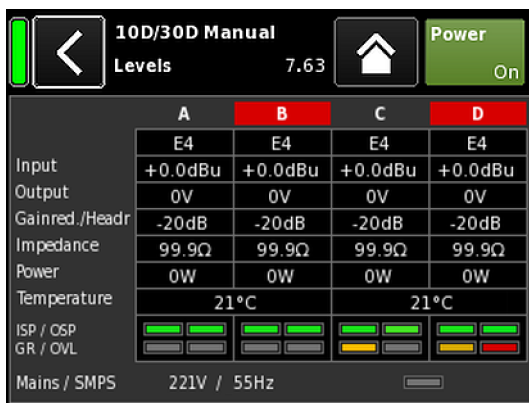 10D/30D Manual
Levels 7.63
Power
On
A B C D
E4 E4 E4 E4
Input +0.0dBu +0.0dBu +0.0dBu +0.0dBu
Output 0V 0V 0V 0V
Gainred./Headr -20dB -20dB -20dB -20dB
Impedance 99.9Ω 99.9Ω 99.9Ω 99.9Ω
Power 0W 0W 0W 0W
Temperature 21°C 21°C
ISP / OSP
GR / OVL
Mains / SMPS 221V / 55Hz